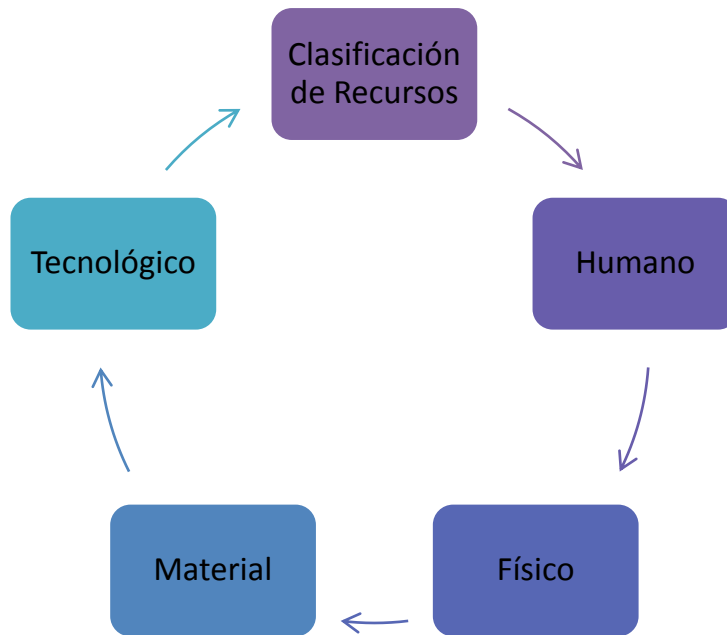 Clasificación
de Recursos
Humano
Físico
Material
Tecnológico